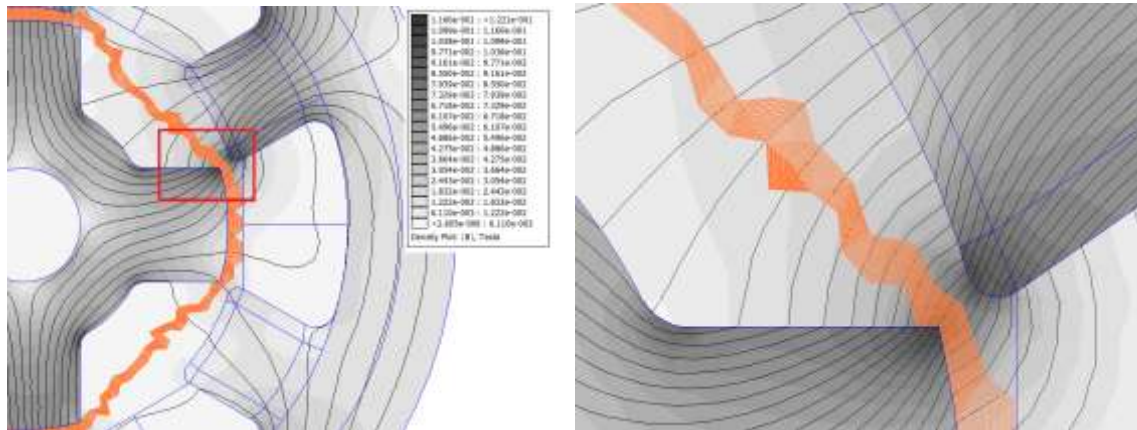 1.160e-001 : >1.221e-001
1.099e-001 : 1.160e-001
1.038e-001 : 1.099e-001
9.771e-002 : 1.038e-001
9.161e-002 : 9.771e-002
8.550e-002 : 9.161e-002
7.939e-002 : 8.550e-002
7.329e-002 : 7.939e-002
6.718e-002 : 7.329e-002
6.107e-002 : 6.718e-002
5.496e-002 : 6.107e-002
4.886e-002 : 5.496e-002
4.275e-002 : 4.886e-002
3.664e-002 : 4.275e-002
3.054e-002 : 3.664e-002
2.443e-002 : 3.054e-002
1.832e-002 : 2.443e-002
1.222e-002 : 1.832e-002
6.110e-003 : 1.222e-002
: 6.110e-003
Density Plot: |B|, Tesla